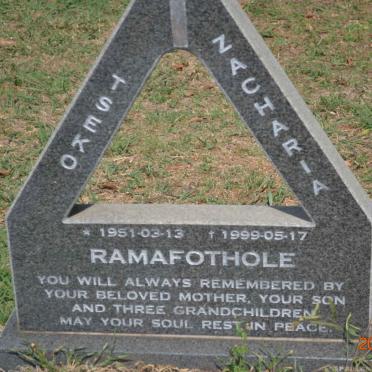 TSEKO
ZACHARIA
* 1951-03-13 † 1999-05-17
RAMAFOTHOLE
YOU WILL ALWAYS REMEMBERED BY
YOUR BELOVED MOTHER, YOUR SON
AND THREE GRANDCHILDREN
MAY YOUR SOUL REST IN PEACE.
20